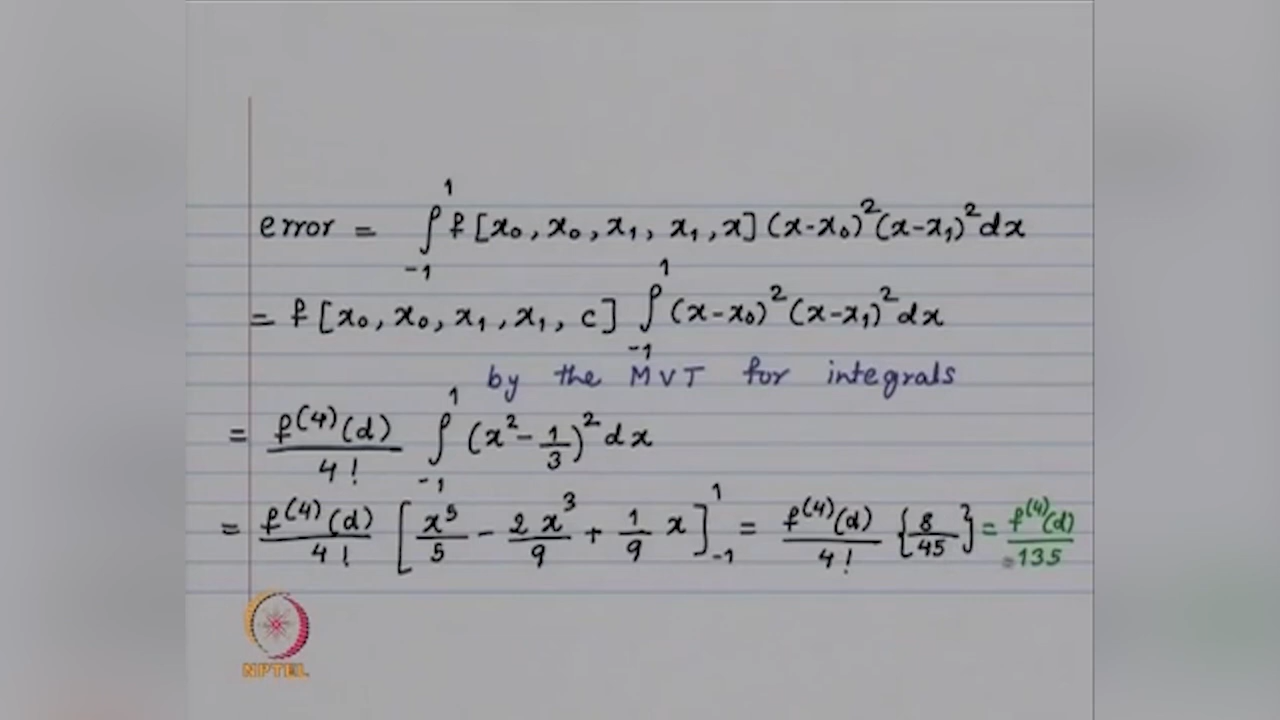 error = ∫_{-1}^{1} f[x₀, x₀, x₁, x₁, x] (x-x₀)² (x-x₁)² dx
= f[x₀, x₀, x₁, x₁, c] ∫_{-1}^{1} (x-x₀)² (x-x₁)² dx
by the MVT for integrals
= f⁽⁴⁾(d)/4! ∫_{-1}^{1} (x² - 1/3)² dx
= f⁽⁴⁾(d)/4! [x⁵/5 - 2x³/9 + 1/9 x]_{-1}^{1} = f⁽⁴⁾(d)/4! {8/45} = f⁽⁴⁾(d)/135
NPTEL